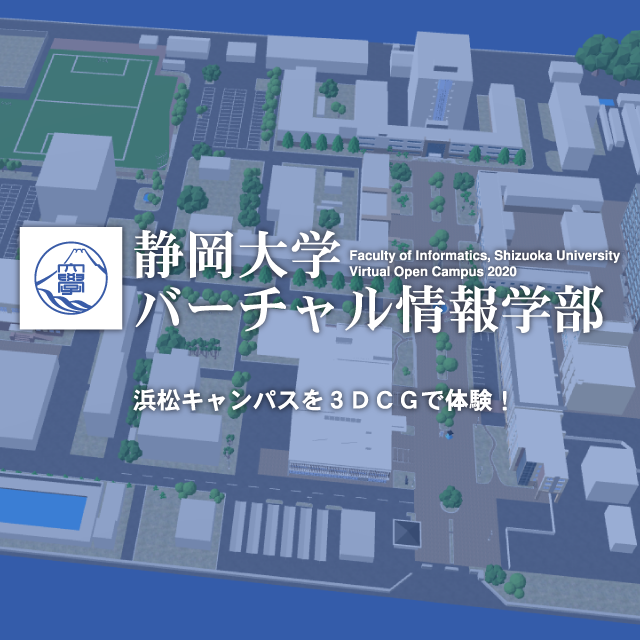 静岡大学
Faculty of Informatics, Shizuoka University
Virtual Open Campus 2020
バーチャル情報学部
浜松キャンパスを３ＤＣＧで体験！